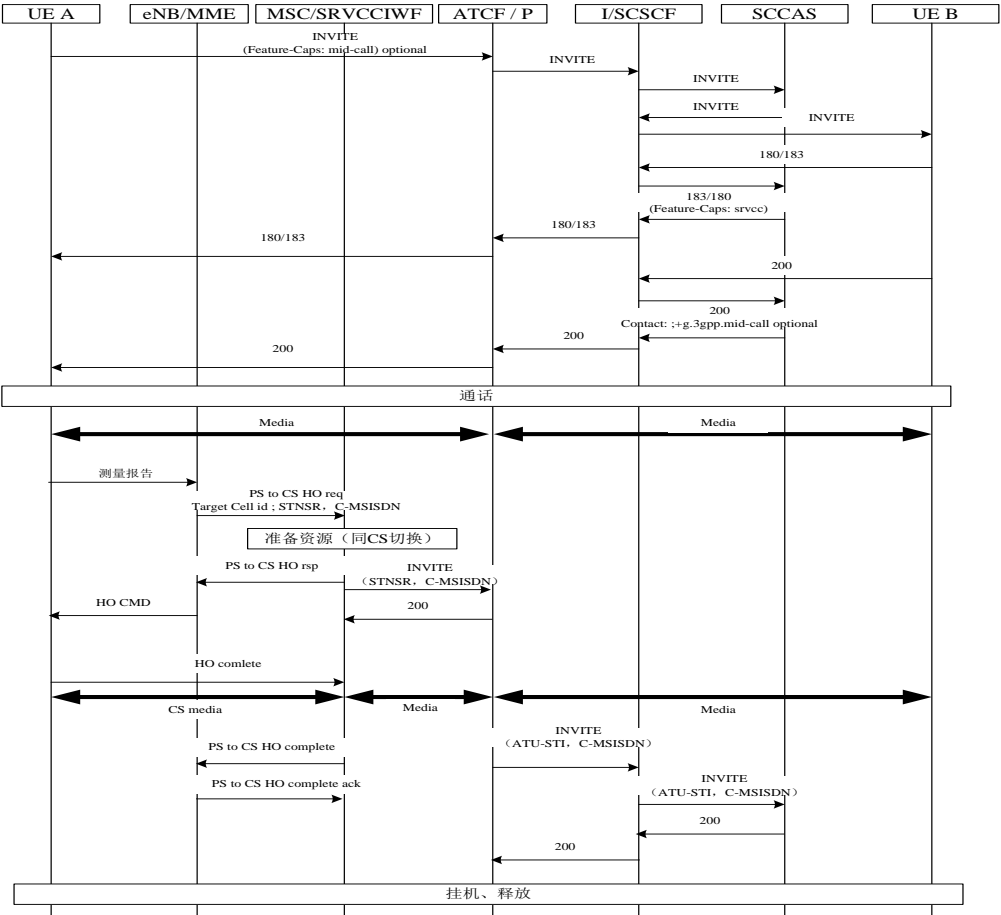 UE A
eNB/MME
MSC/SRVCCIWF
ATCF / P
I/SCSCF
SCCAS
UE B
INVITE
(Feature-Caps: mid-call) optional
INVITE
INVITE
INVITE
INVITE
180/183
183/180
(Feature-Caps: srvcc)
180/183
180/183
200
200
Contact: ;+g.3gpp.mid-call optional
200
200
通话
Media
Media
测量报告
PS to CS HO req
Target Cell id ; STNSR，C-MSISDN
准备资源（同CS切换）
PS to CS HO rsp
INVITE
（STNSR，C-MSISDN）
HO CMD
200
HO comlete
CS media
Media
Media
INVITE
（ATU-STI，C-MSISDN）
PS to CS HO complete
PS to CS HO complete ack
INVITE
（ATU-STI，C-MSISDN）
200
200
挂机、释放